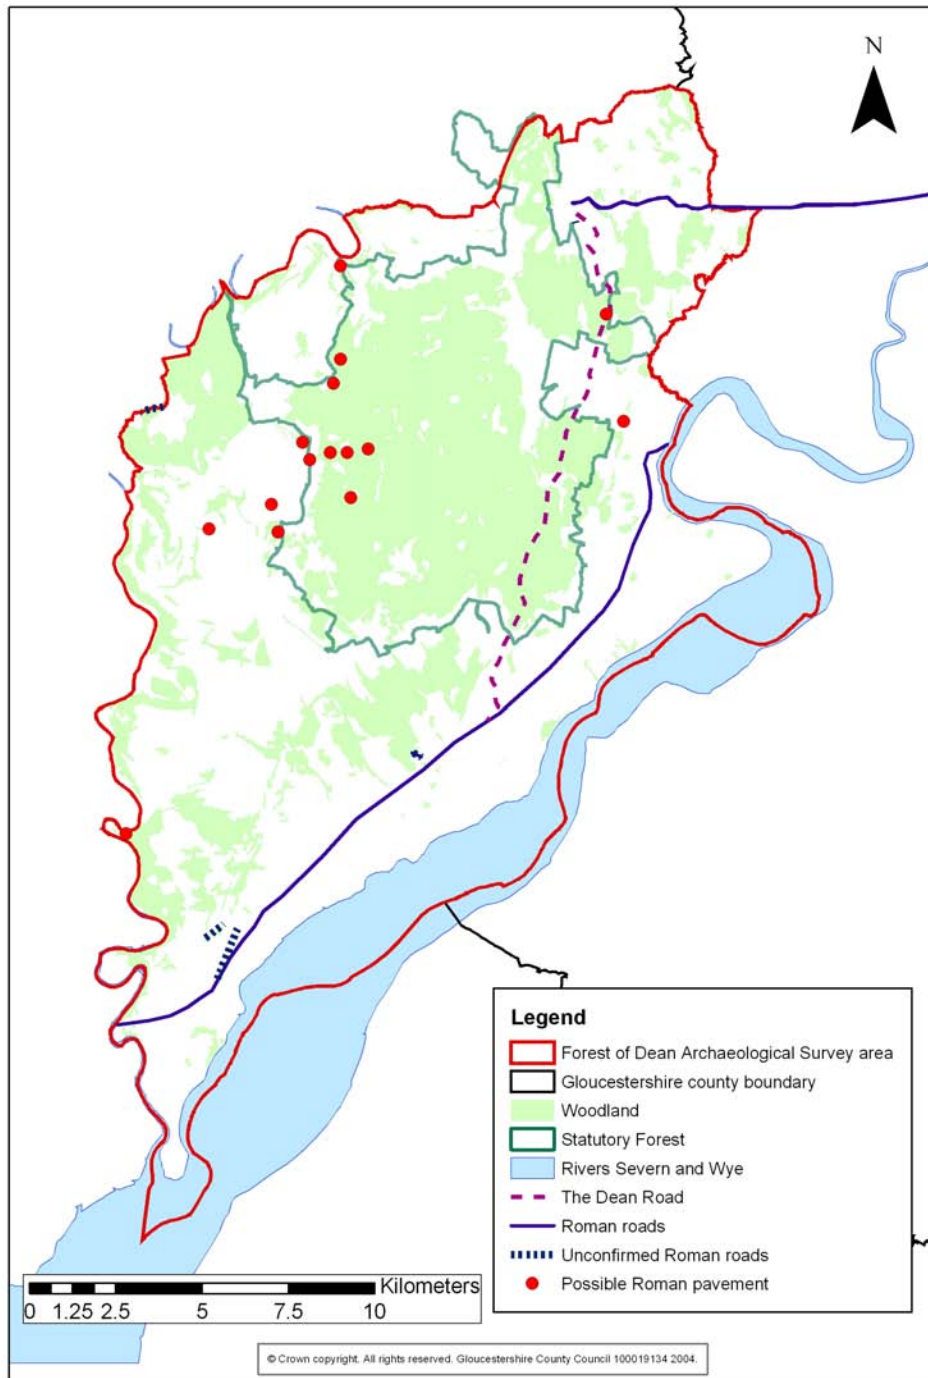 N
Legend
Forest of Dean Archaeological Survey area
Gloucestershire county boundary
Woodland
Statutory Forest
Rivers Severn and Wye
The Dean Road
Roman roads
Unconfirmed Roman roads
Possible Roman pavement
Kilometers
0 1.25 2.5 5 7.5 10
© Crown copyright. All rights reserved. Gloucestershire County Council 100019134 2004.